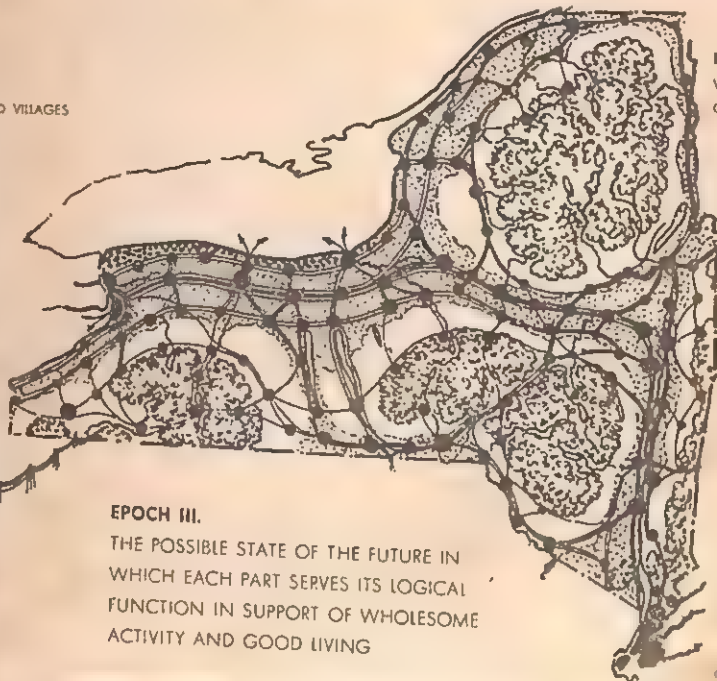 VILLAGES
EPOCH III.
THE POSSIBLE STATE OF THE FUTURE IN
WHICH EACH PART SERVES ITS LOGICAL
FUNCTION IN SUPPORT OF WHOLESOME
ACTIVITY AND GOOD LIVING